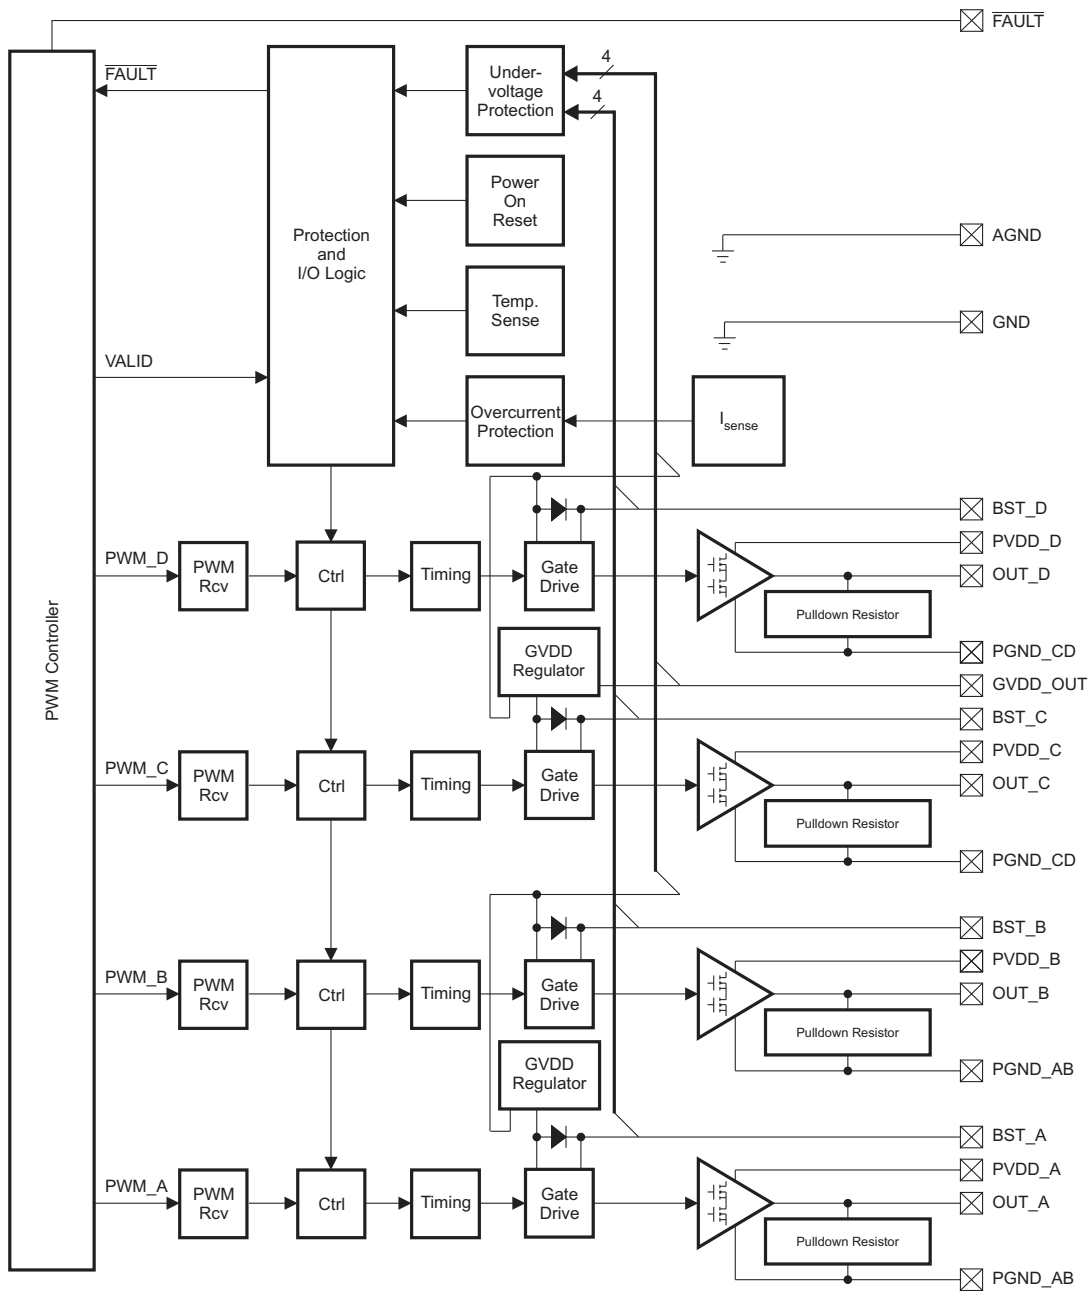 FAULT
FAULT
Under-
voltage
Protection
4
4
Power
On
Reset
Protection
and
I/O Logic
AGND
Temp.
Sense
GND
VALID
Overcurrent
Protection
Isense
BST_D
PVDD_D
PWM_D
PWM
Rcv
Ctrl
Timing
Gate
Drive
OUT_D
Pulldown Resistor
PWM Controller
GVDD
Regulator
PGND_CD
GVDD_OUT
BST_C
PVDD_C
PWM_C
PWM
Rcv
Ctrl
Timing
Gate
Drive
OUT_C
Pulldown Resistor
PGND_CD
BST_B
PVDD_B
PWM_B
PWM
Rcv
Ctrl
Timing
Gate
Drive
OUT_B
Pulldown Resistor
GVDD
Regulator
PGND_AB
BST_A
PVDD_A
PWM_A
PWM
Rcv
Ctrl
Timing
Gate
Drive
OUT_A
Pulldown Resistor
PGND_AB